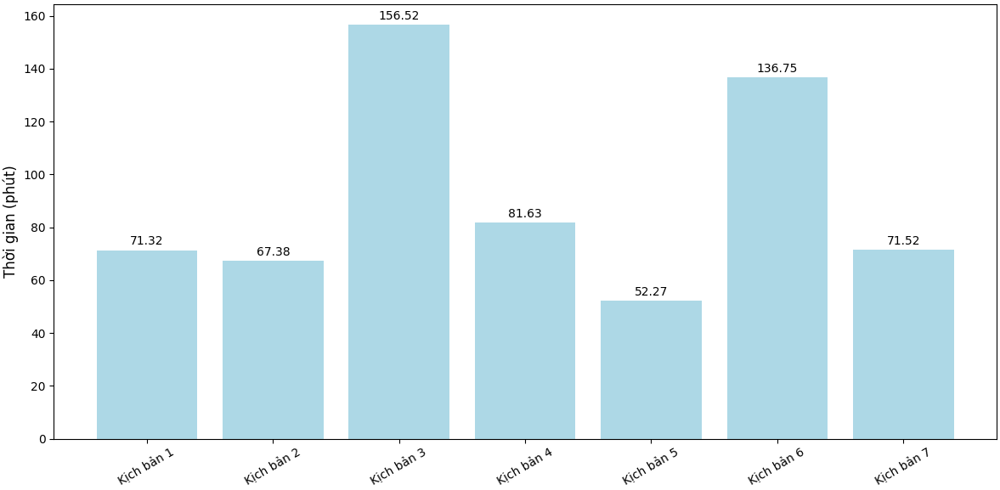 Thời gian (phút)
160
140
120
100
80
60
40
20
0
71.32
67.38
156.52
81.63
52.27
136.75
71.52
Kịch bản 1
Kịch bản 2
Kịch bản 3
Kịch bản 4
Kịch bản 5
Kịch bản 6
Kịch bản 7